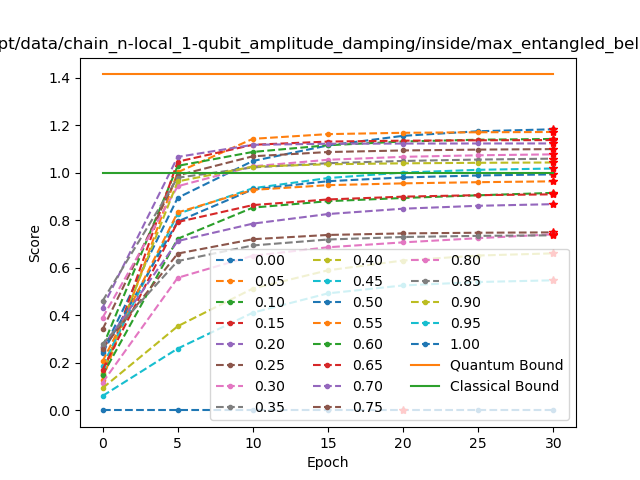 pt/data/chain_n-local_1-qubit_amplitude_damping/inside/max_entangled_bel
1.4
1.2
1.0
0.8
0.6
0.4
0.2
0.0
Score
0 5 10 15 20 25 30
Epoch
0.00 0.40 0.80
0.05 0.45 0.85
0.10 0.50 0.90
0.15 0.55 0.95
0.20 0.60 1.00
0.25 0.65 Quantum Bound
0.30 0.70 Classical Bound
0.35 0.75